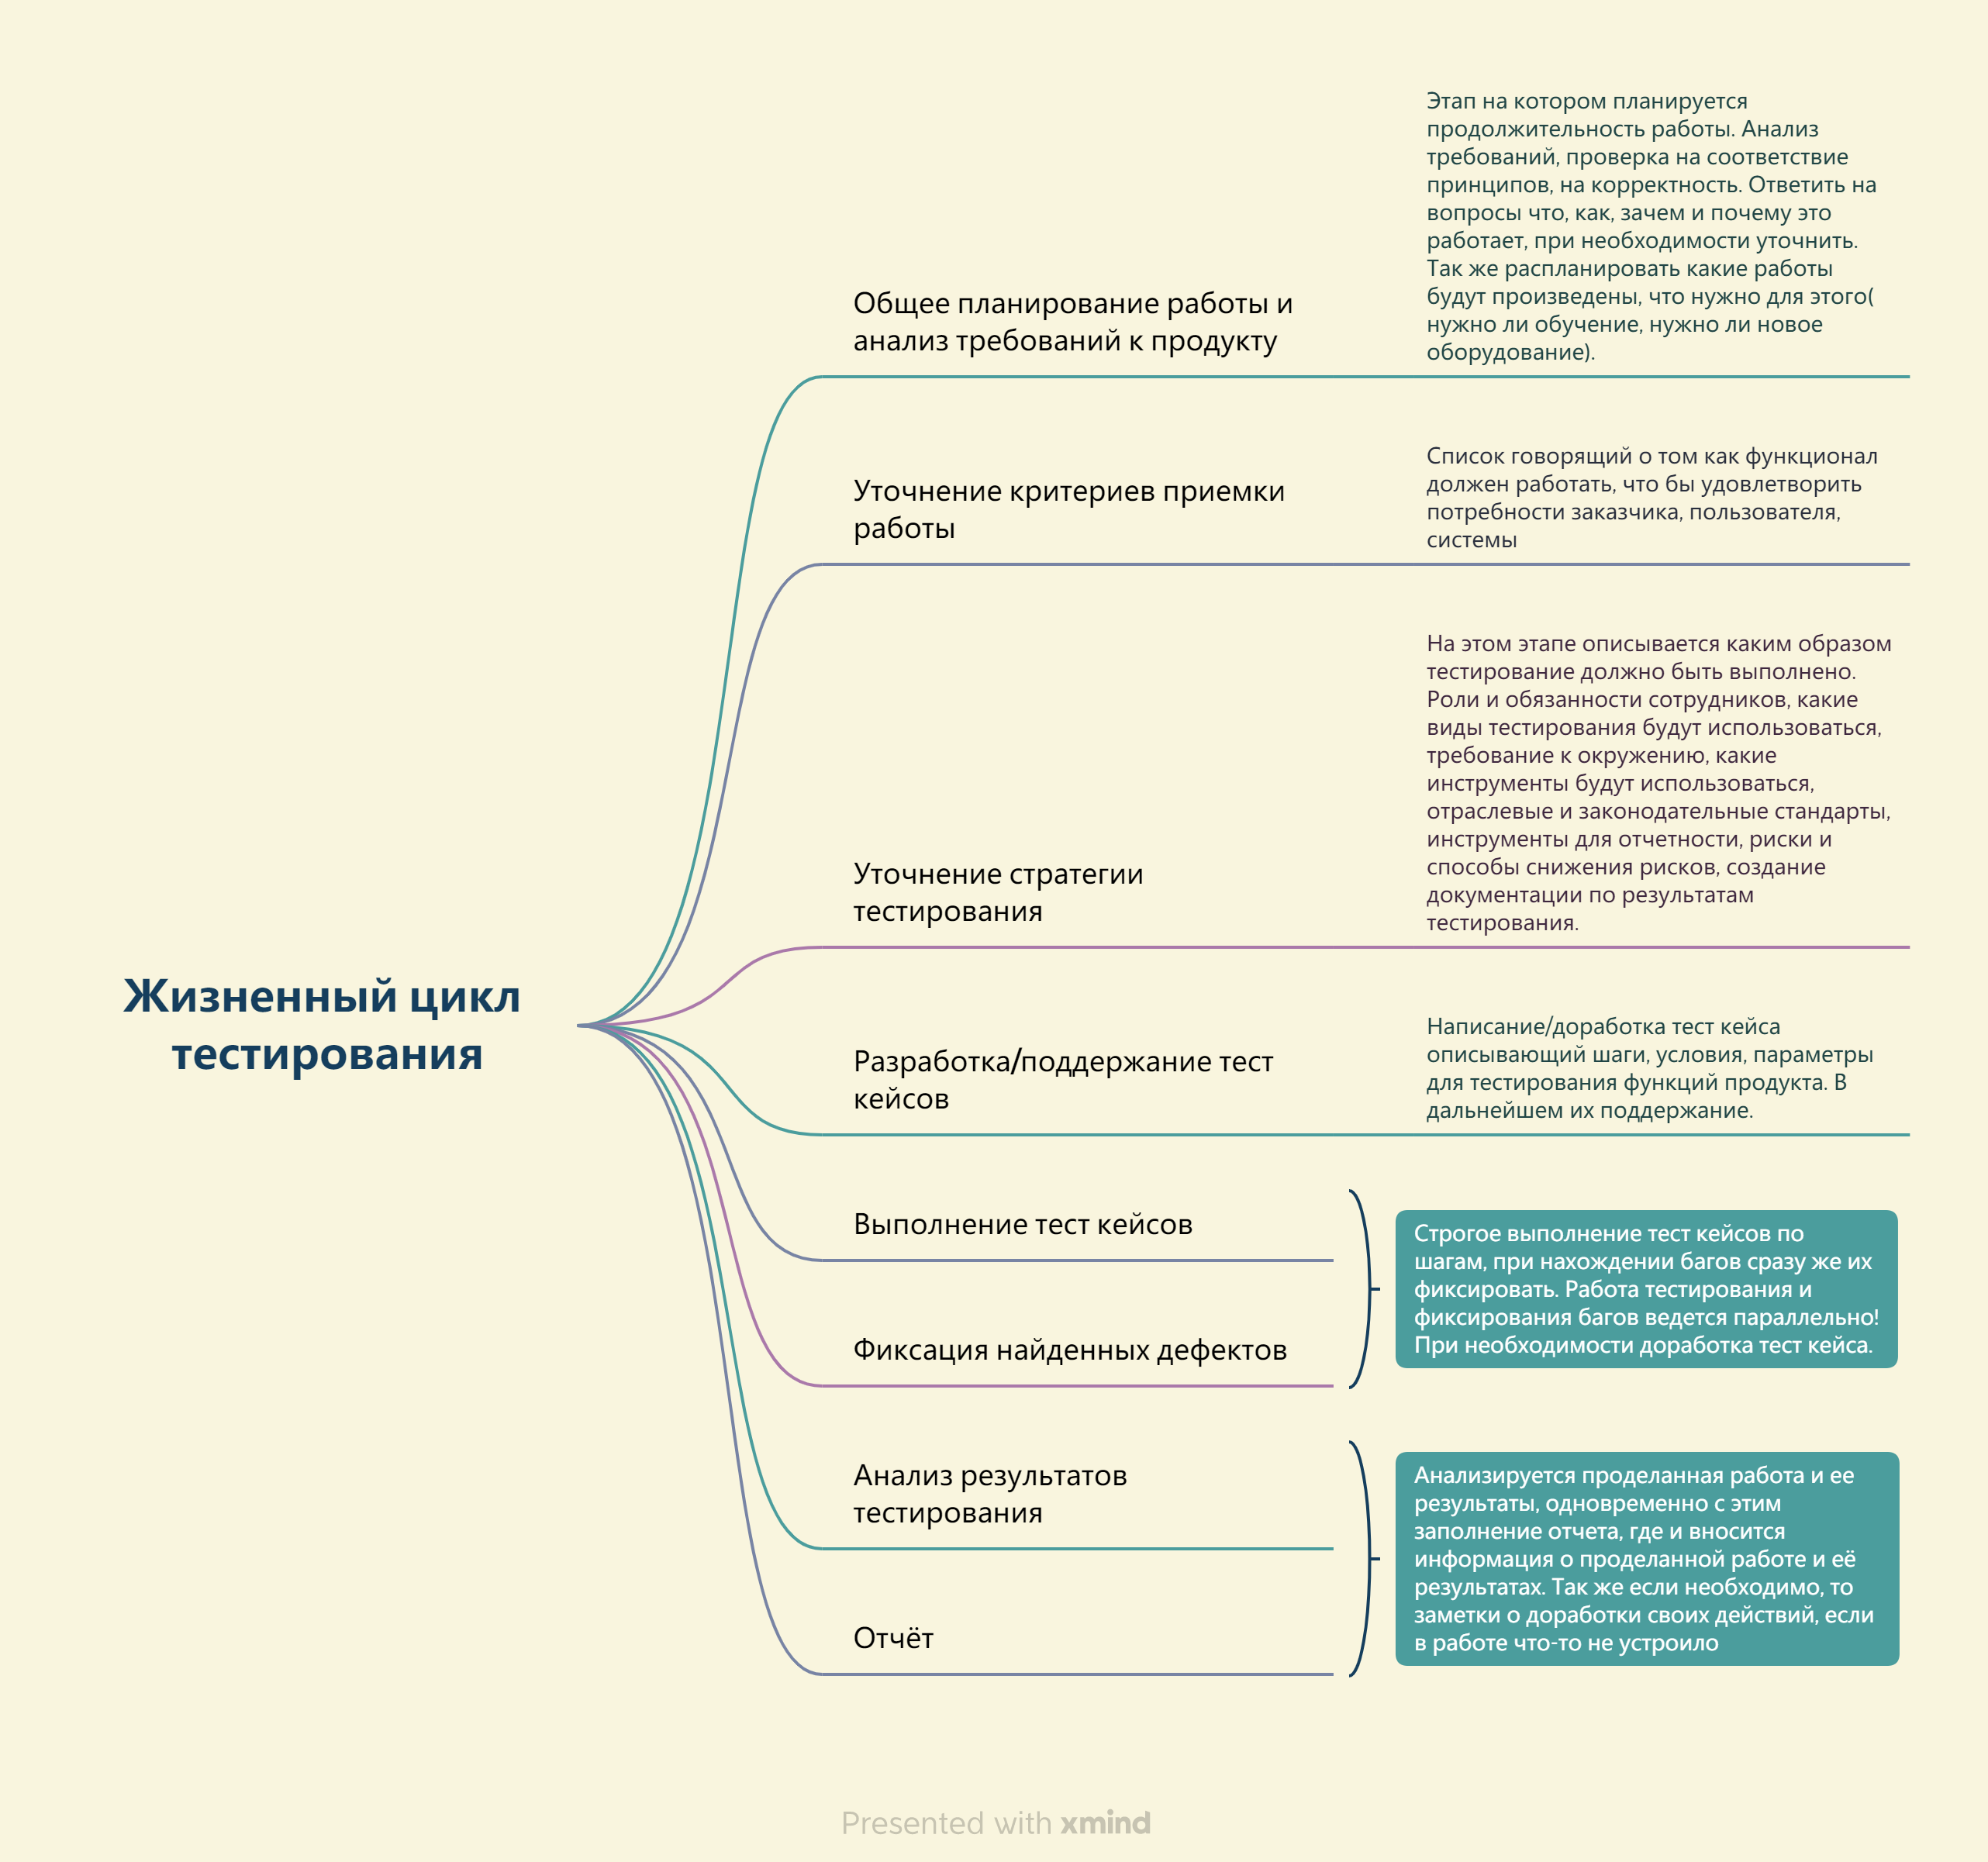 Жизненный цикл
тестирования
Общее планирование работы и
анализ требований к продукту
Этап на котором планируется
продолжительность работы. Анализ
требований, проверка на соответствие
принципов, на корректность. Ответить на
вопросы что, как, зачем и почему это
работает, при необходимости уточнить.
Так же распланировать какие работы
будут произведены, что нужно для этого(
нужно ли обучение, нужно ли новое
оборудование).
Уточнение критериев приемки
работы
Список говорящий о том как функционал
должен работать, что бы удовлетворить
потребности заказчика, пользователя,
системы
Уточнение стратегии
тестирования
На этом этапе описывается каким образом
тестирование должно быть выполнено.
Роли и обязанности сотрудников, какие
виды тестирования будут использоваться,
требование к окружению, какие
инструменты будут использоваться,
отраслевые и законодательные стандарты,
инструменты для отчетности, риски и
способы снижения рисков, создание
документации по результатам
тестирования.
Разработка/поддержание тест
кейсов
Написание/доработка тест кейса
описывающий шаги, условия, параметры
для тестирования функций продукта. В
дальнейшем их поддержание.
Выполнение тест кейсов
Фиксация найденных дефектов
Строгое выполнение тест кейсов по
шагам, при нахождении багов сразу же их
фиксировать. Работа тестирования и
фиксирования багов ведется параллельно!
При необходимости доработка тест кейса.
Анализ результатов
тестирования
Отчёт
Анализируется проделанная работа и ее
результаты, одновременно с этим
заполнение отчета, где и вносится
информация о проделанной работе и её
результатах. Так же если необходимо, то
заметки о доработки своих действий, если
в работе что-то не устроило
Presented with xmind